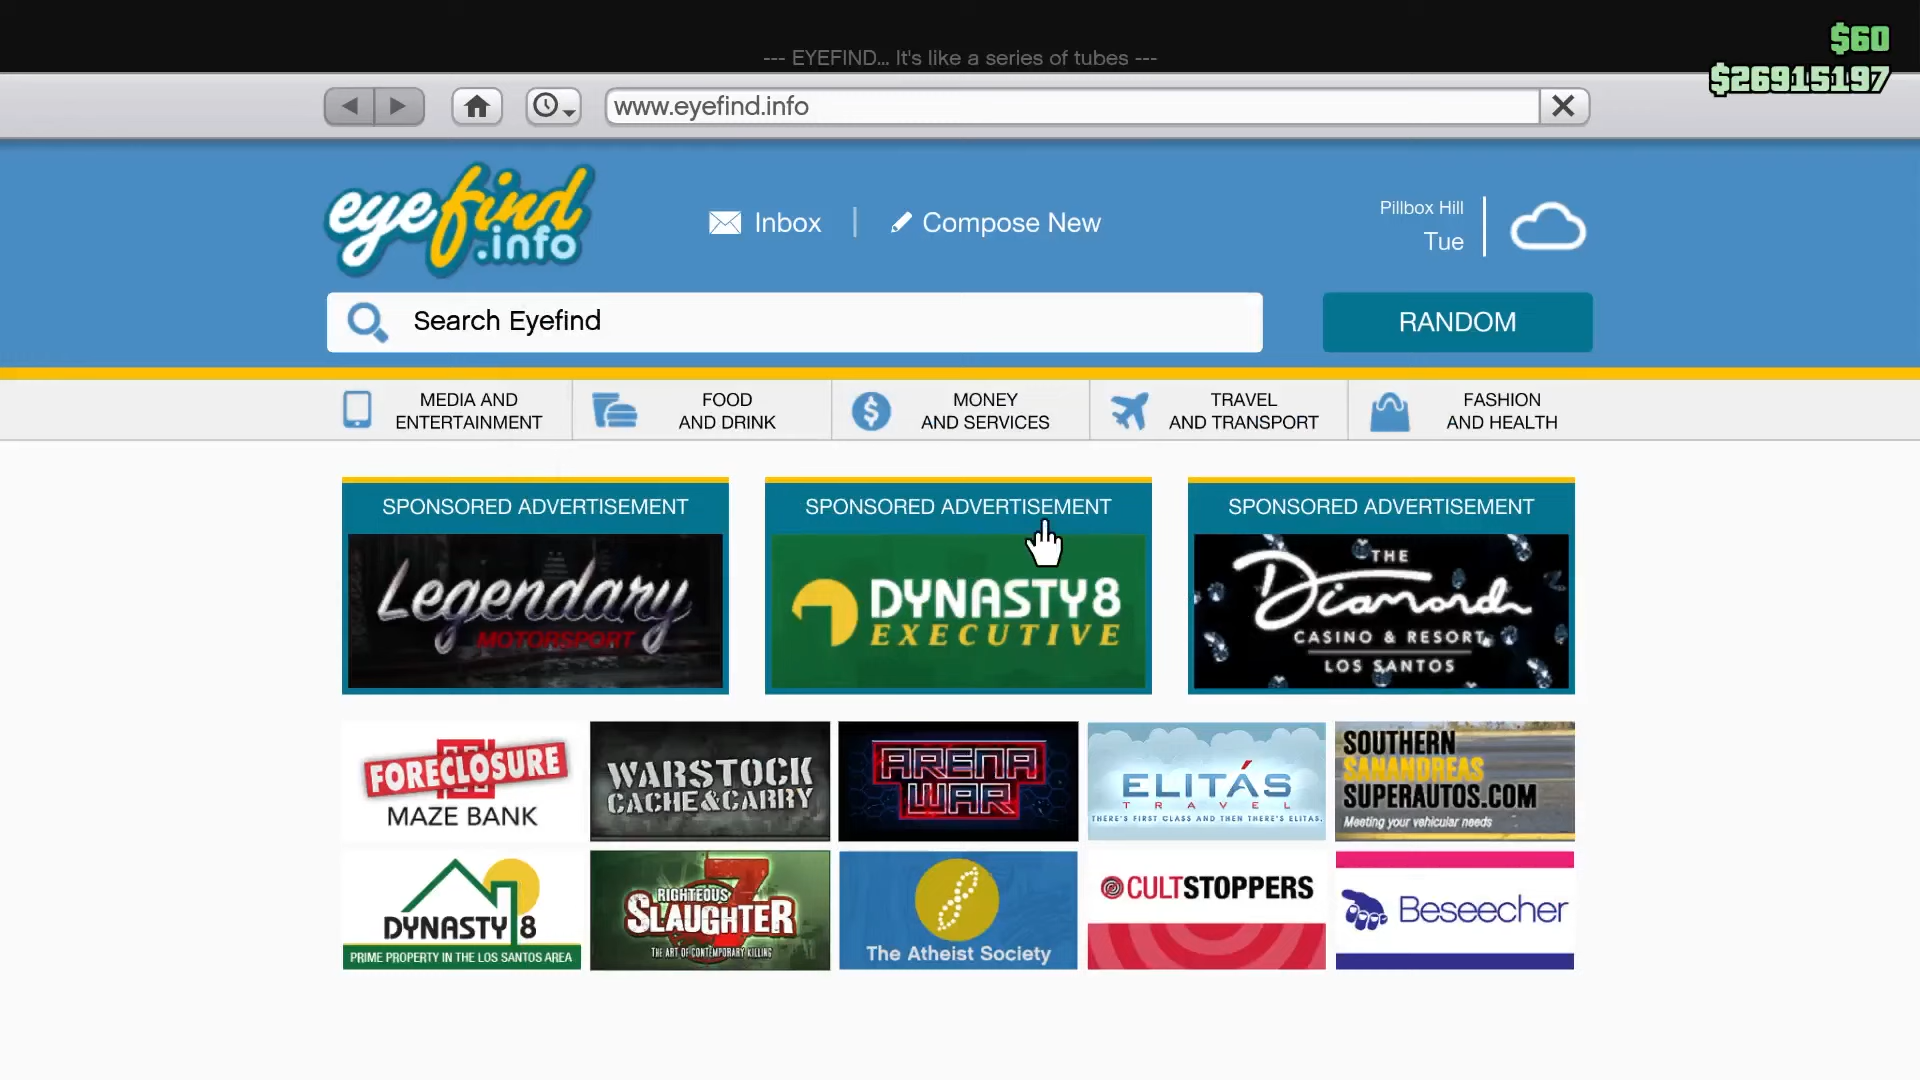 --- EYEFIND... It's like a series of tubes ---
$60
$26915197
www.eyefind.info
eyefind
.info
Inbox
Compose New
Pillbox Hill
Tue
Search Eyefind
RANDOM
MEDIA AND
ENTERTAINMENT
FOOD
AND DRINK
MONEY
AND SERVICES
TRAVEL
AND TRANSPORT
FASHION
AND HEALTH
SPONSORED ADVERTISEMENT
Legendary
MOTORSPORT
SPONSORED ADVERTISEMENT
DYNASTY8
EXECUTIVE
SPONSORED ADVERTISEMENT
THE
Diamond
CASINO & RESORT
LOS SANTOS
FORECLOSURE
MAZE BANK
WARSTOCK
CACHE&CARRY
ARENA
WAR
ELITÁS
TRAVEL
THERE'S FIRST CLASS AND THEN THERE'S ELITAS.
SOUTHERN
SANANDREAS
SUPERAUTOS.COM
Meeting your vehicular needs
DYNASTY 8
PRIME PROPERTY IN THE LOS SANTOS AREA
RIGHTEOUS
SLAUGHTER
7
THE ART OF CONTEMPORARY KILLING
The Atheist Society
CULTSTOPPERS
Beseecher